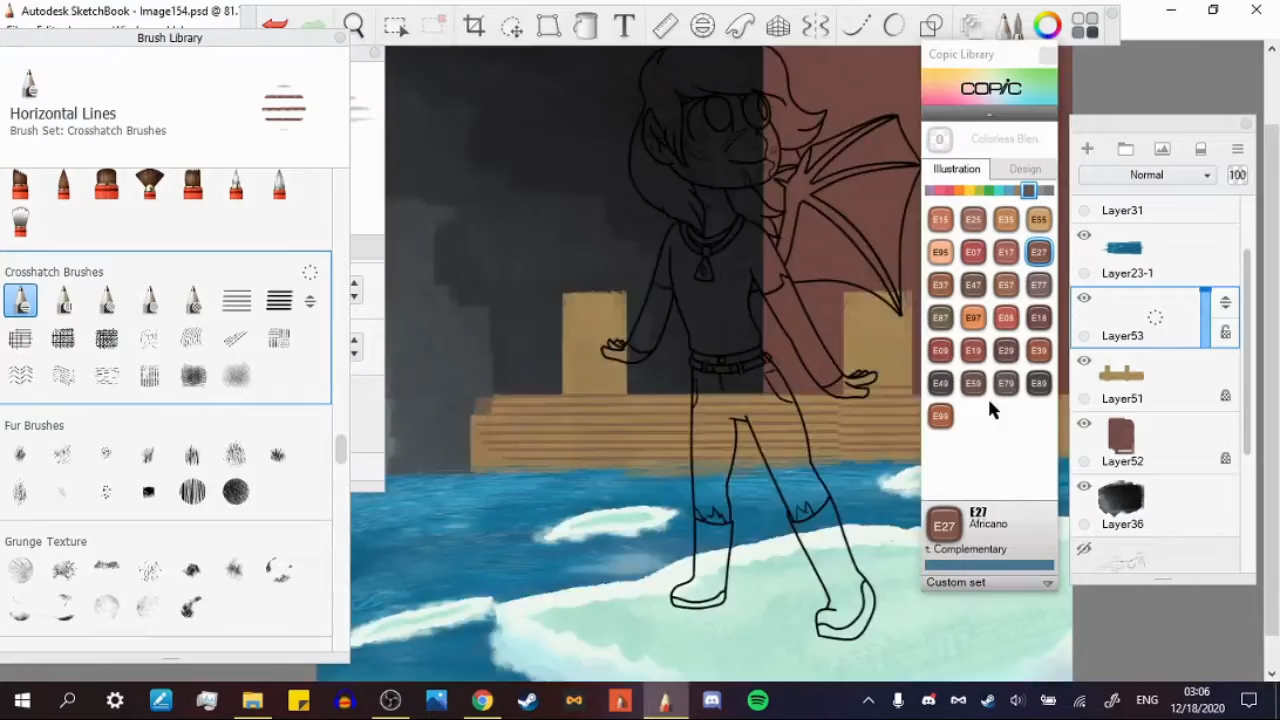 Autodesk SketchBook - Image154.psd @ 81.
Brush Library
Horizontal Lines
Brush Set: Crosshatch Brushes
Crosshatch Brushes
Fur Brushes
Grunge Texture
T
Copic Library
COPIC
0 Colorless Blen.
Illustration Design
E15 E25 E35 E55
E95 E07 E17 E27
E37 E47 E57 E77
E87 E97 E08 E18
E09 E19 E29 E39
E49 E59 E79 E89
E99
E27
E27
Africano
Complementary
Custom set
Normal 100
Layer31
Layer23-1
Layer53
Layer51
Layer52
Layer36
ENG
03:06
12/18/2020